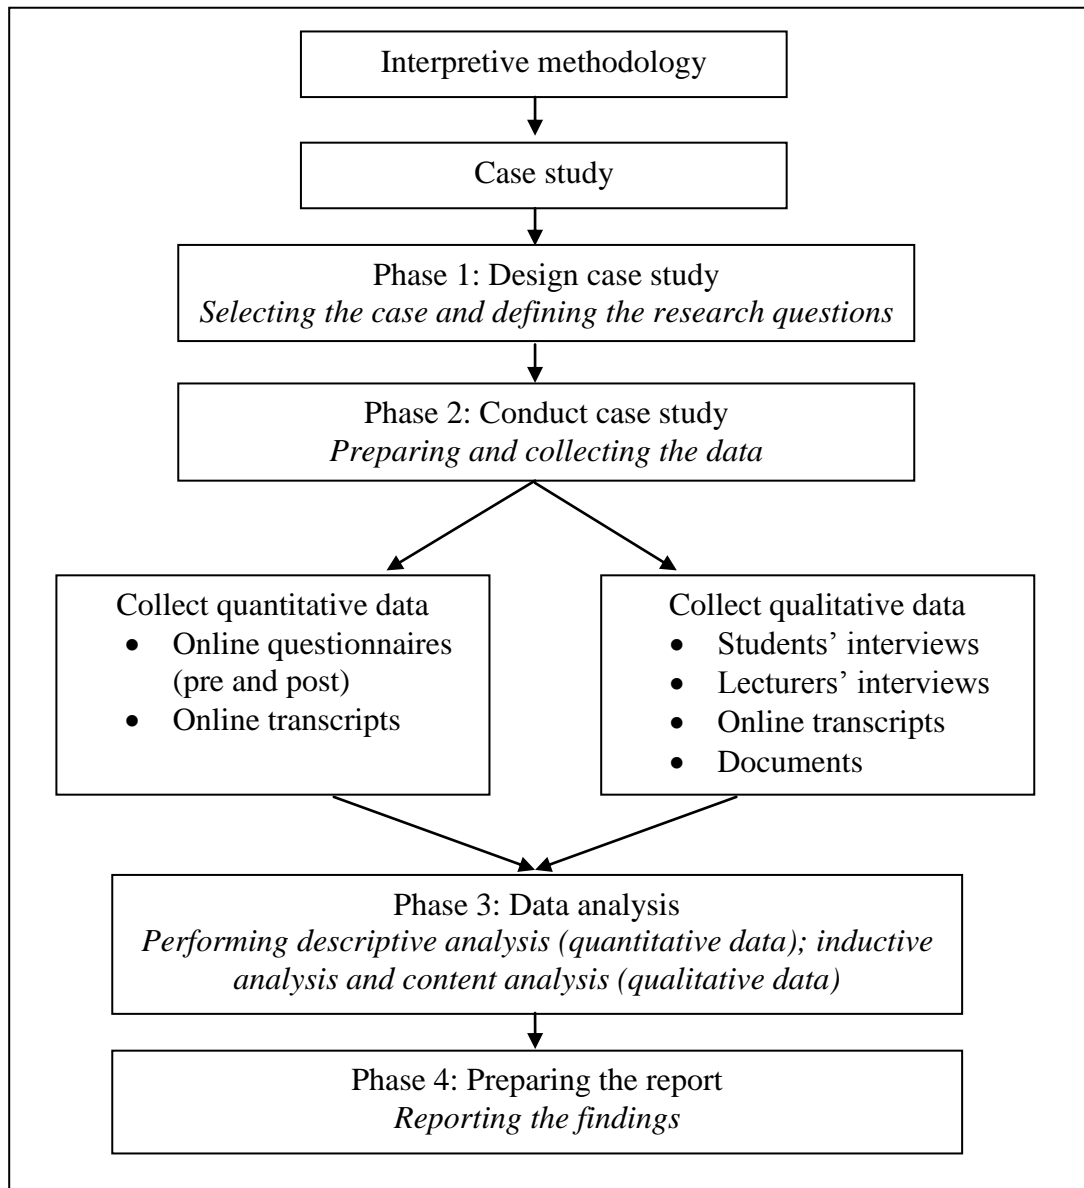 Interpretive methodology
Case study
Phase 1: Design case study
Selecting the case and defining the research questions
Phase 2: Conduct case study
Preparing and collecting the data
Collect quantitative data
• Online questionnaires
(pre and post)
• Online transcripts
Collect qualitative data
• Students’ interviews
• Lecturers’ interviews
• Online transcripts
• Documents
Phase 3: Data analysis
Performing descriptive analysis (quantitative data); inductive
analysis and content analysis (qualitative data)
Phase 4: Preparing the report
Reporting the findings